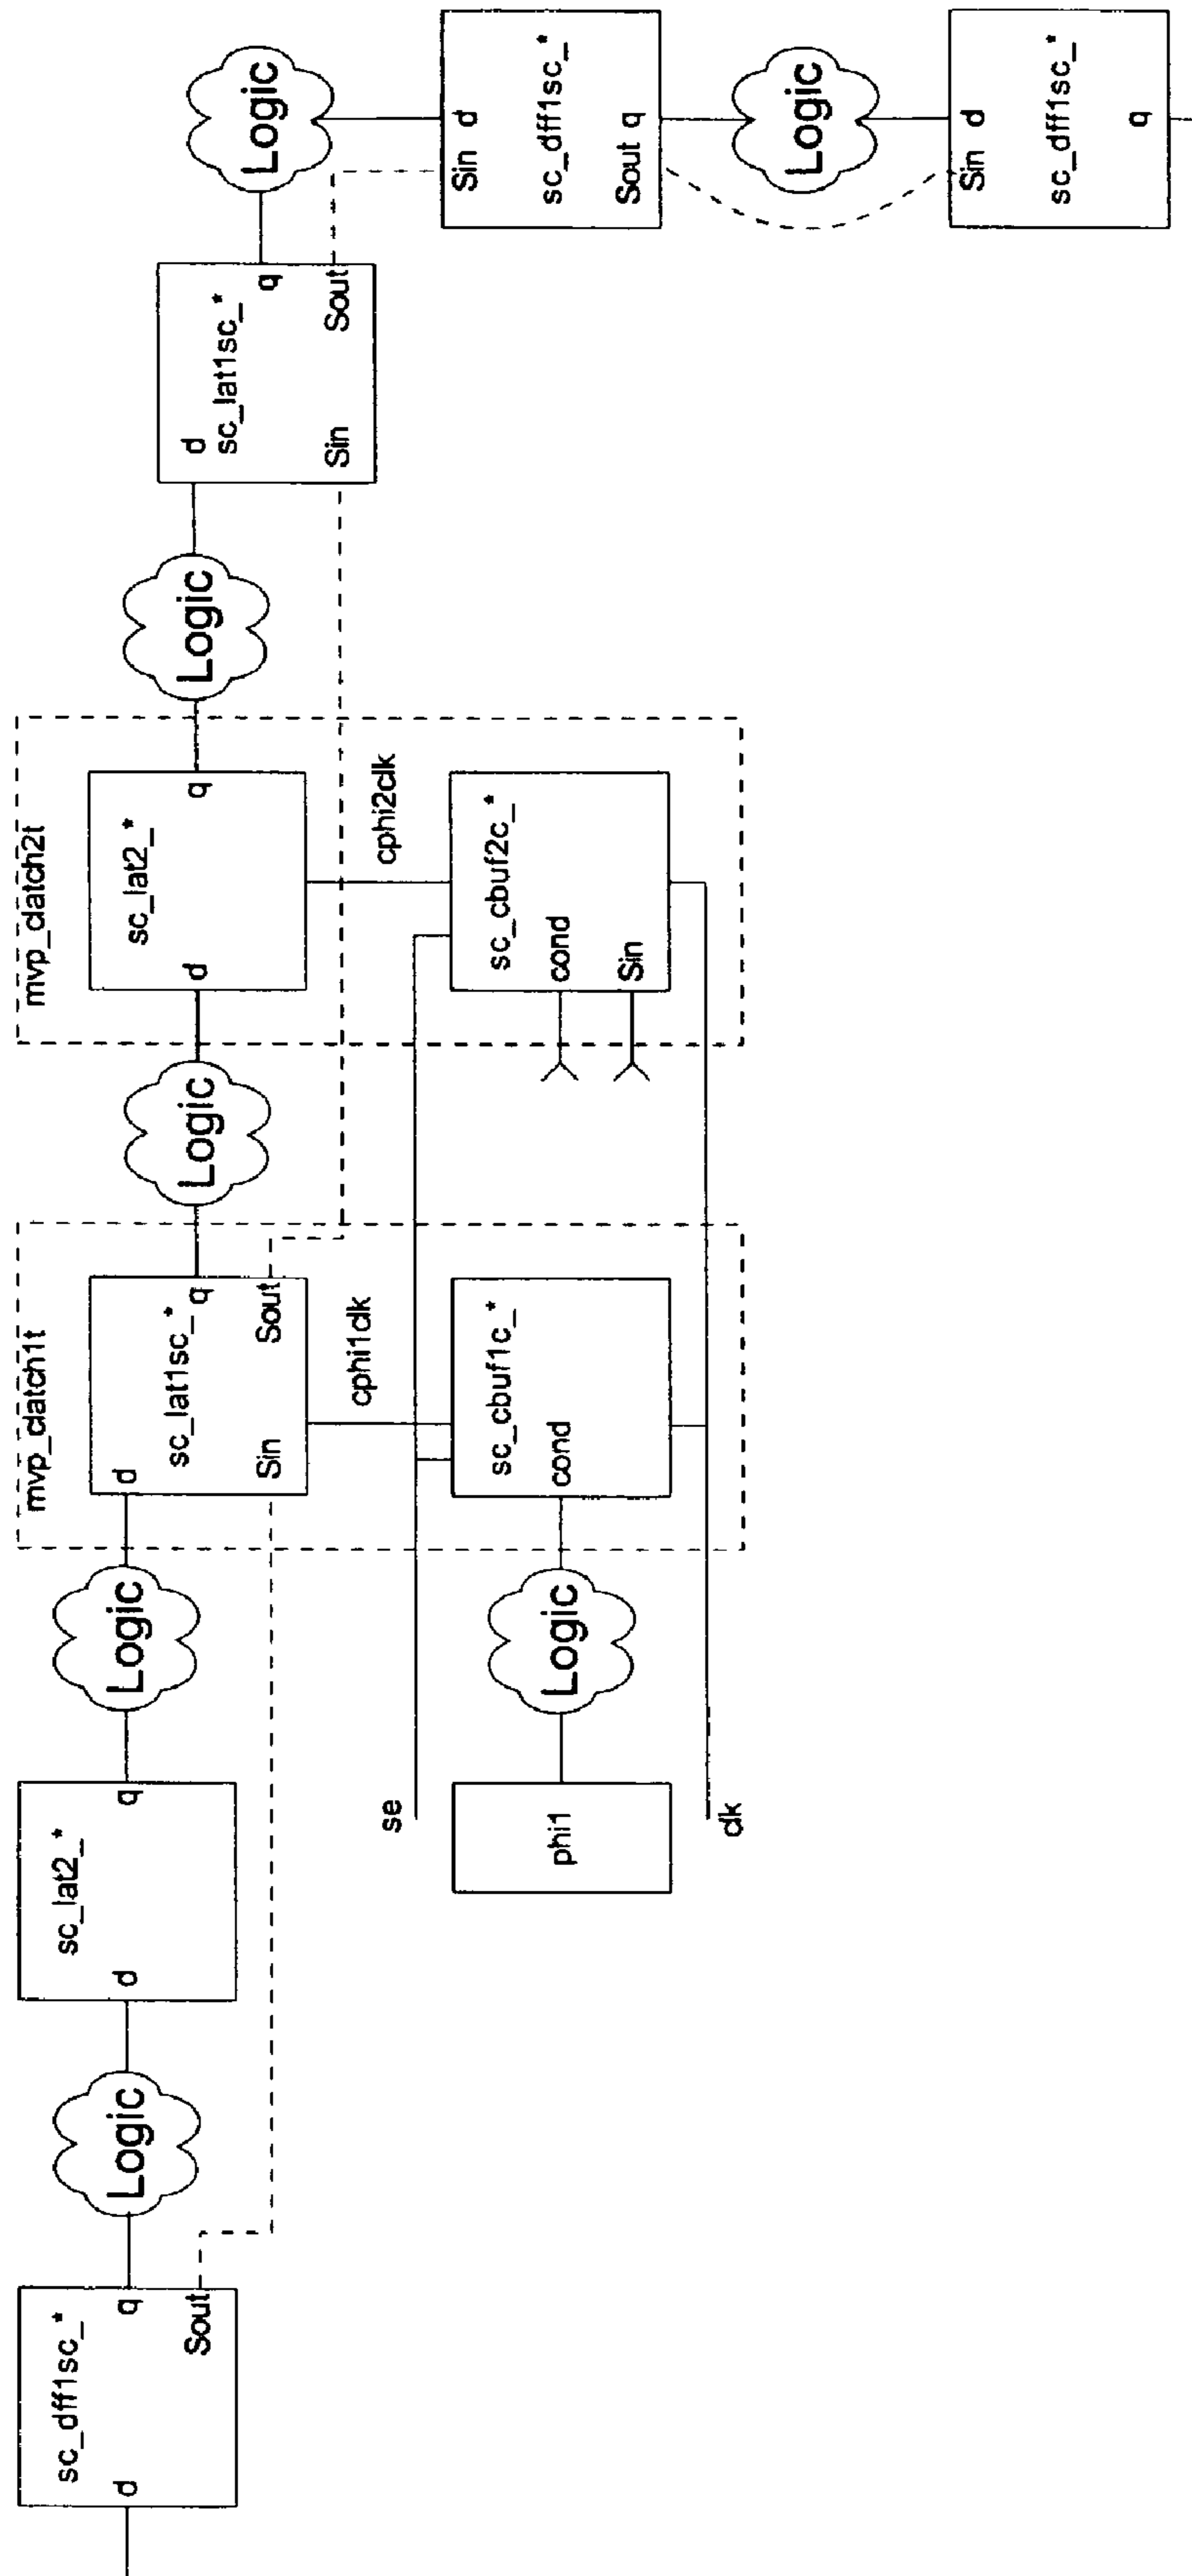 sc_dff1sc_*
d
q
Sout
Logic
sc_lat2_*
d
q
Logic
mvp_clatch1t
d
sc_lat1sc_*
q
Sin
Sout
cphi1clk
sc_cbuf1c_*
cond
se
phi1
Logic
clk
Logic
mvp_clatch2t
sc_lat2_*
d
q
cphi2clk
sc_cbuf2c_*
cond
Sin
Logic
d
sc_lat1sc_*
q
Sin
Sout
Logic
Sin d
sc_dff1sc_*
Sout q
Logic
Sin d
sc_dff1sc_*
q